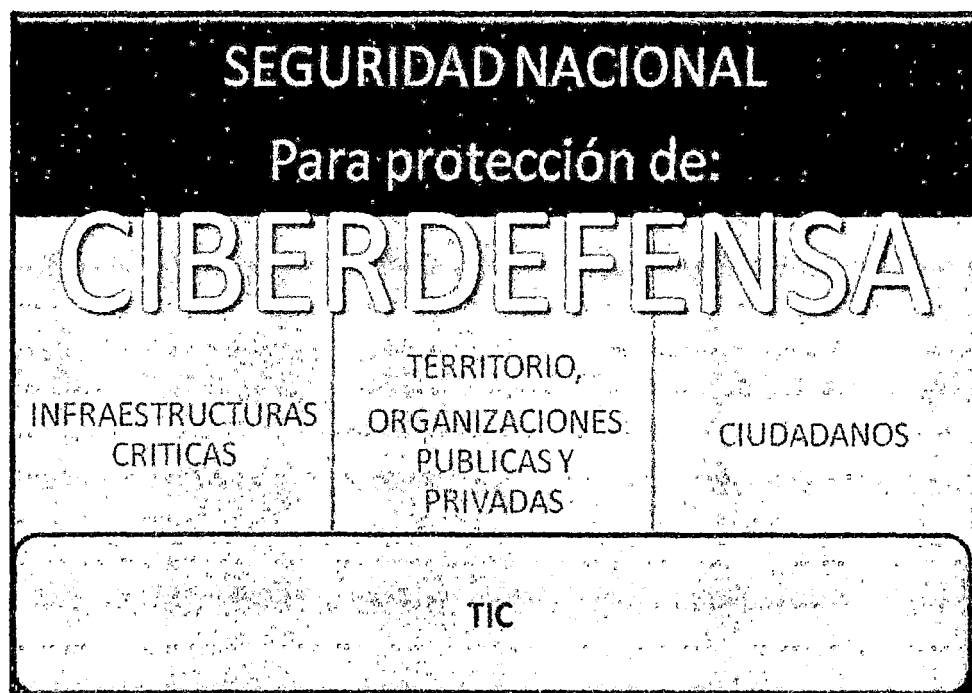 SEGURIDAD NACIONAL
Para protección de:
CIBERDEFENSA
INFRAESTRUCTURAS
CRITICAS
TERRITORIO,
ORGANIZACIONES
PUBLICAS Y
PRIVADAS
CIUDADANOS
TIC